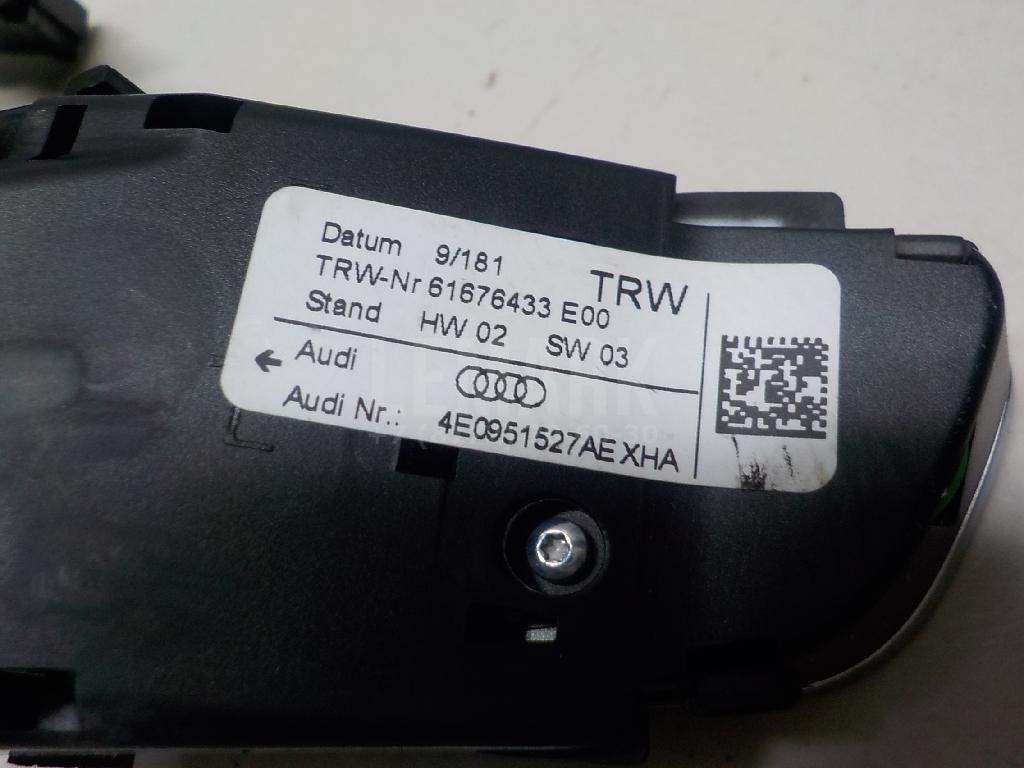 Datum 9/181
TRW
TRW-Nr 61676433 E00
Stand HW 02 SW 03
Audi
Audi Nr.: 4E0951527AE XHA